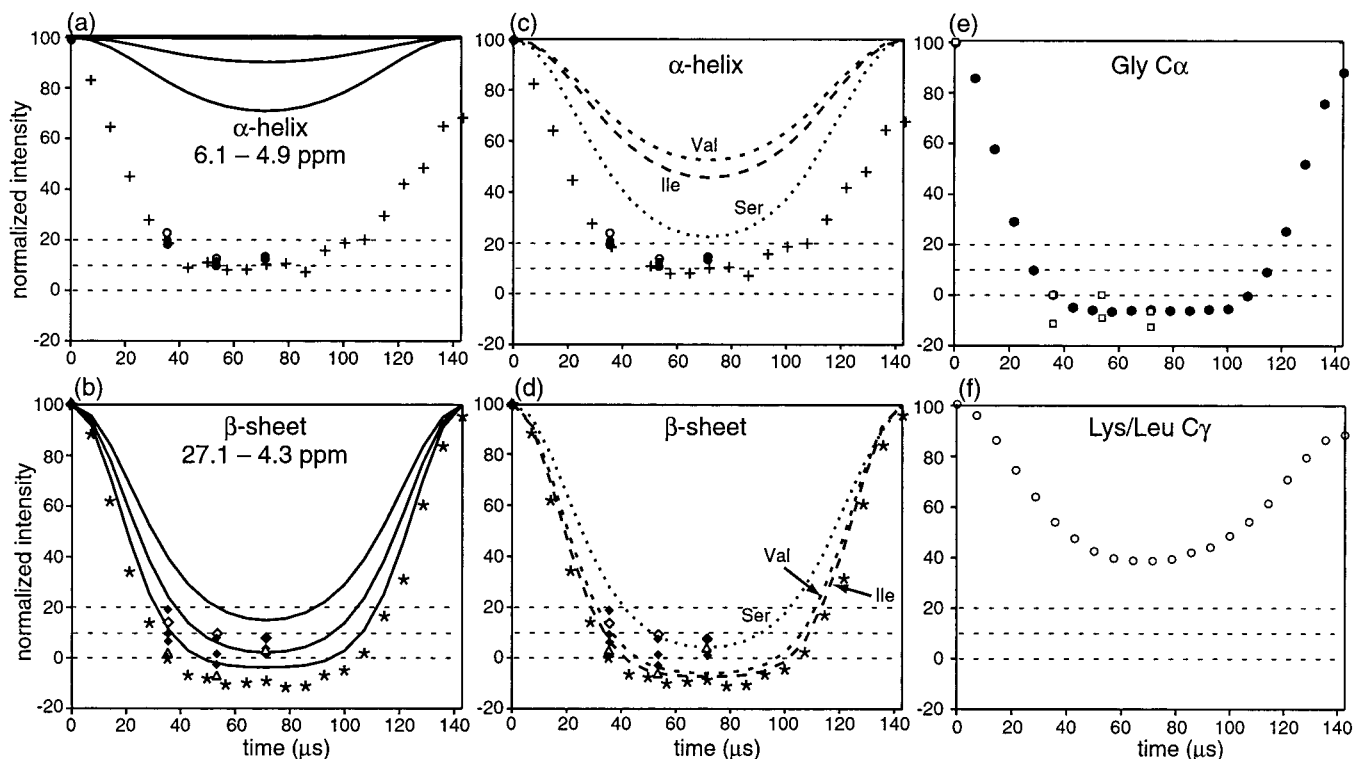 (a)
normalized intensity
100
80
60
40
20
0
-20
α-helix
6.1 – 4.9 ppm
0 20 40 60 80 100 120 140
(c)
100
80
60
40
20
0
-20
α-helix
Val
Ile
Ser
0 20 40 60 80 100 120 140
(e)
100
80
60
40
20
0
-20
Gly Cα
0 20 40 60 80 100 120 140
(b)
normalized intensity
100
80
60
40
20
0
-20
β-sheet
27.1 – 4.3 ppm
0 20 40 60 80 100 120 140
time (μs)
(d)
100
80
60
40
20
0
-20
β-sheet
Val
Ile
Ser
0 20 40 60 80 100 120 140
time (μs)
(f)
100
80
60
40
20
0
-20
Lys/Leu Cγ
0 20 40 60 80 100 120 140
time (μs)